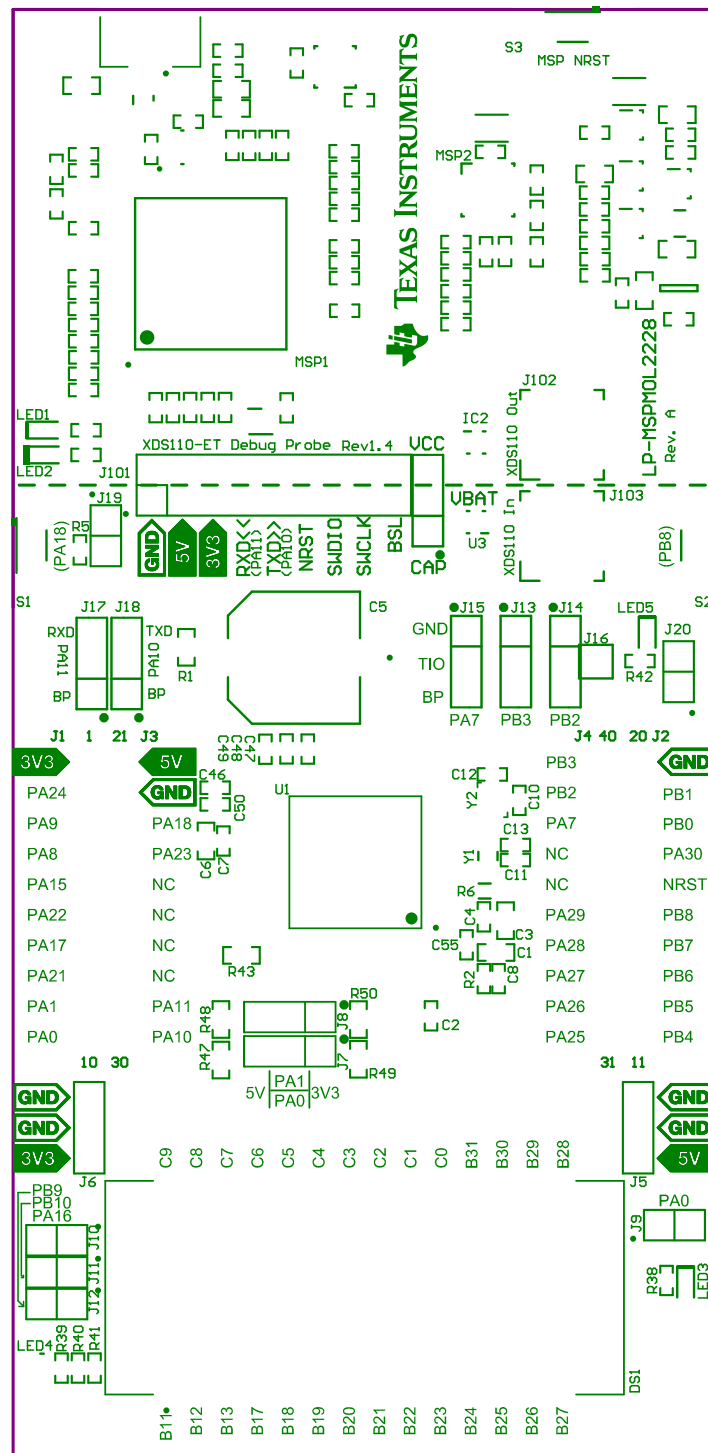 S3
MSP NRST
TEXAS INSTRUMENTS
MSP2
MSP1
LP-MSPM0L2228
Rev. A
J102
XDS110 Out
LED1
LED2
IC2
XDS110-ET Debug Probe Rev1.4
VCC
J101
J19
R5
(PA18)
GND
5V
3V3
RXD<<
(PA11)
TXD>>
(PA10)
NRST
SWDIO
SWCLK
BSL
VBAT
CAP
U3
J103
XDS110 In
(PB8)
S1
S2
J17
J18
RXD
TXD
PA11
PA10
BP
BP
R1
C5
J15
J13
J14
GND
TIO
BP
PA7
PB3
PB2
LED5
J16
R42
J20
J1
1
21
J3
C49
C48
C47
J4
40
20
J2
3V3
5V
GND
GND
PA24
PA9
PA8
PA15
PA22
PA17
PA21
PA1
PA0
PA18
PA23
NC
NC
NC
NC
PA11
PA10
C46
C50
C6
C7
U1
C12
Y2
C10
C13
Y1
C11
R6
C4
C3
C55
C1
R2
C8
R43
PB3
PB2
PA7
NC
NC
PA29
PA28
PA27
PA26
PA25
PB1
PB0
PA30
NRST
PB8
PB7
PB6
PB5
PB4
R48
R47
J8
J7
R50
R49
C2
5V
PA1
PA0
3V3
10
30
31
11
GND
GND
3V3
GND
GND
5V
J6
J5
C9
C8
C7
C6
C5
C4
C3
C2
C1
C0
B31
B30
B29
B28
PB9
PB10
PA16
J10
J11
J12
PA0
J9
R38
LED3
LED4
R39
R40
R41
DS1
B11
B12
B13
B17
B18
B19
B20
B21
B22
B23
B24
B25
B26
B27